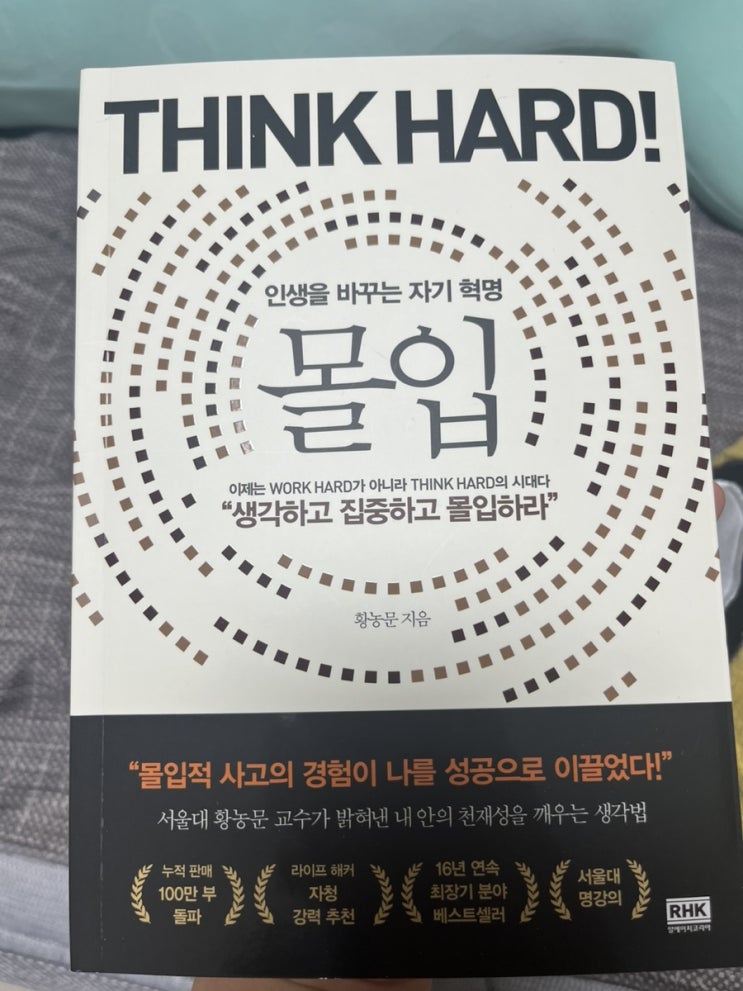 THINK HARD!
인생을 바꾸는 자기 혁명
몰입
이제는 WORK HARD가 아니라 THINK HARD의 시대다
“생각하고 집중하고 몰입하라”
황농문 지음
“몰입적 사고의 경험이 나를 성공으로 이끌었다!”
서울대 황농문 교수가 밝혀낸 내 안의 천재성을 깨우는 생각법
누적 판매
100만 부
돌파
라이프 해커
자청
강력 추천
16년 연속
최장기 분야
베스트셀러
서울대
명강의
RHK
알에이치코리아